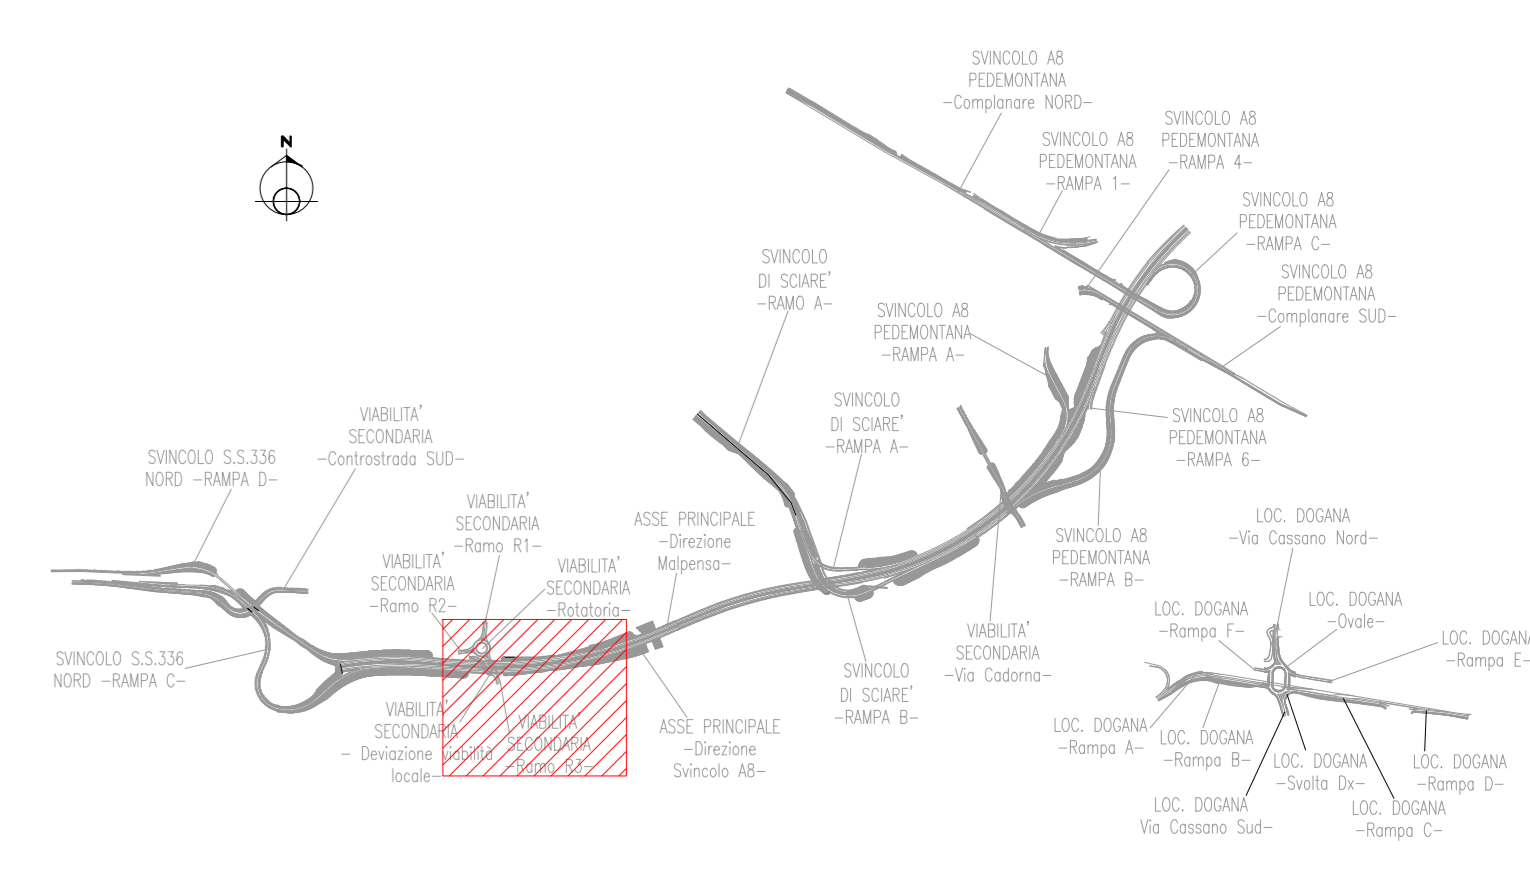 SVINCOLO A8
PEDEMONTANA
-Complanare NORD-
SVINCOLO A8
PEDEMONTANA
-RAMPA 4-
SVINCOLO A8
PEDEMONTANA
-RAMPA 1-
N
SVINCOLO A8
PEDEMONTANA
-RAMPA C-
SVINCOLO
DI SCIARE'
-RAMO A-
SVINCOLO A8
PEDEMONTANA
-Complanare SUD-
SVINCOLO A8
PEDEMONTANA
-RAMPA A-
SVINCOLO
DI SCIARE'
-RAMPA A-
VIABILITA'
SECONDARIA
-Controstrada SUD-
SVINCOLO A8
PEDEMONTANA
-RAMPA 6-
SVINCOLO S.S.336
NORD -RAMPA D-
VIABILITA'
SECONDARIA
-Ramo R1-
ASSE PRINCIPALE
-Direzione
Malpensa-
LOC. DOGANA
-Via Cassano Nord-
SVINCOLO A8
PEDEMONTANA
-RAMPA B-
VIABILITA'
SECONDARIA
-Ramo R2-
VIABILITA'
SECONDARIA
-Rotatoria-
LOC. DOGANA
-Ovale-
LOC. DOGANA
-Rampa F-
VIABILITA'
SECONDARIA
-Via Cadorna-
LOC. DOGANA
-Rampa E-
SVINCOLO S.S.336
NORD -RAMPA C-
SVINCOLO
DI SCIARE'
-RAMPA B-
VIABILITA'
SECONDARIA
- Deviazione viabilità
locale-
VIABILITA'
SECONDARIA
-Ramo R3-
ASSE PRINCIPALE
-Direzione
Svincolo A8-
LOC. DOGANA
-Rampa A-
LOC. DOGANA
-Rampa B-
LOC. DOGANA
-Svolta Dx-
LOC. DOGANA
-Rampa D-
LOC. DOGANA
Via Cassano Sud-
LOC. DOGANA
-Rampa C-